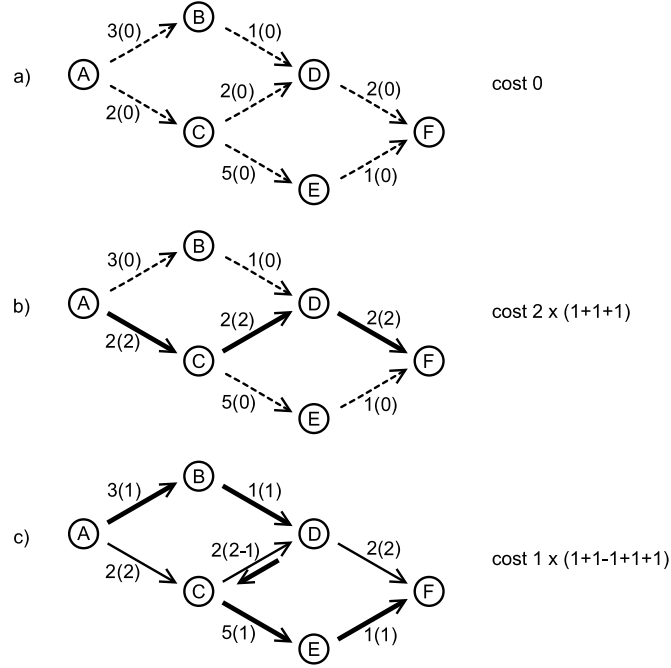 B
3(0) 1(0)
a) A D cost 0
2(0) 2(0) 2(0)
C F
5(0) 1(0)
E
B
3(0) 1(0)
b) A D cost 2 x (1+1+1)
2(2) 2(2) 2(2)
C F
5(0) 1(0)
E
B
3(1) 1(1)
c) A D cost 1 x (1+1-1+1+1)
2(2) 2(2-1) 2(2)
C F
5(1) 1(1)
E